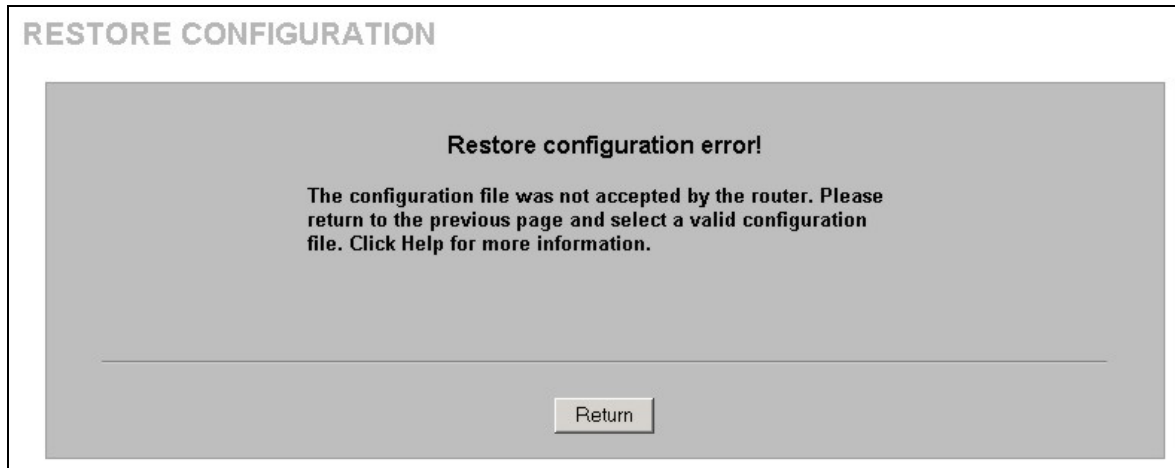 RESTORE CONFIGURATION
Restore configuration error!
The configuration file was not accepted by the router. Please
return to the previous page and select a valid configuration
file. Click Help for more information.
Return